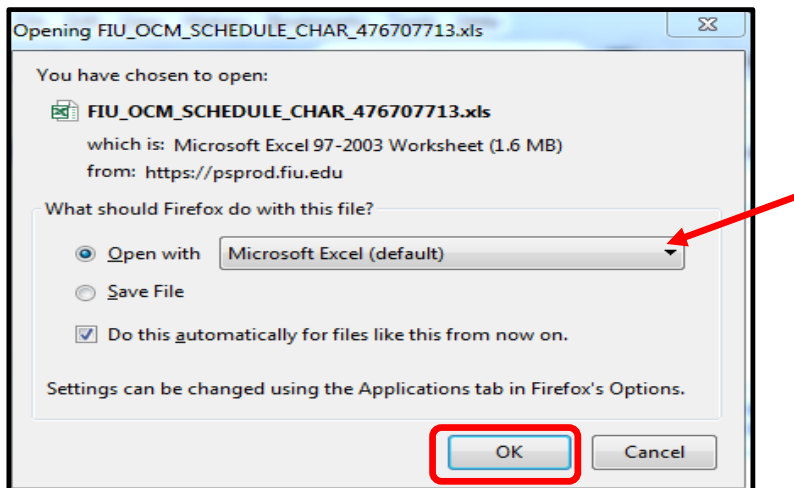 Opening FIU_OCM_SCHEDULE_CHAR_476707713.xls
You have chosen to open:
FIU_OCM_SCHEDULE_CHAR_476707713.xls
which is: Microsoft Excel 97-2003 Worksheet (1.6 MB)
from: https://psprod.fiu.edu
What should Firefox do with this file?
Open with Microsoft Excel (default)
Save File
Do this automatically for files like this from now on.
Settings can be changed using the Applications tab in Firefox's Options.
OK Cancel